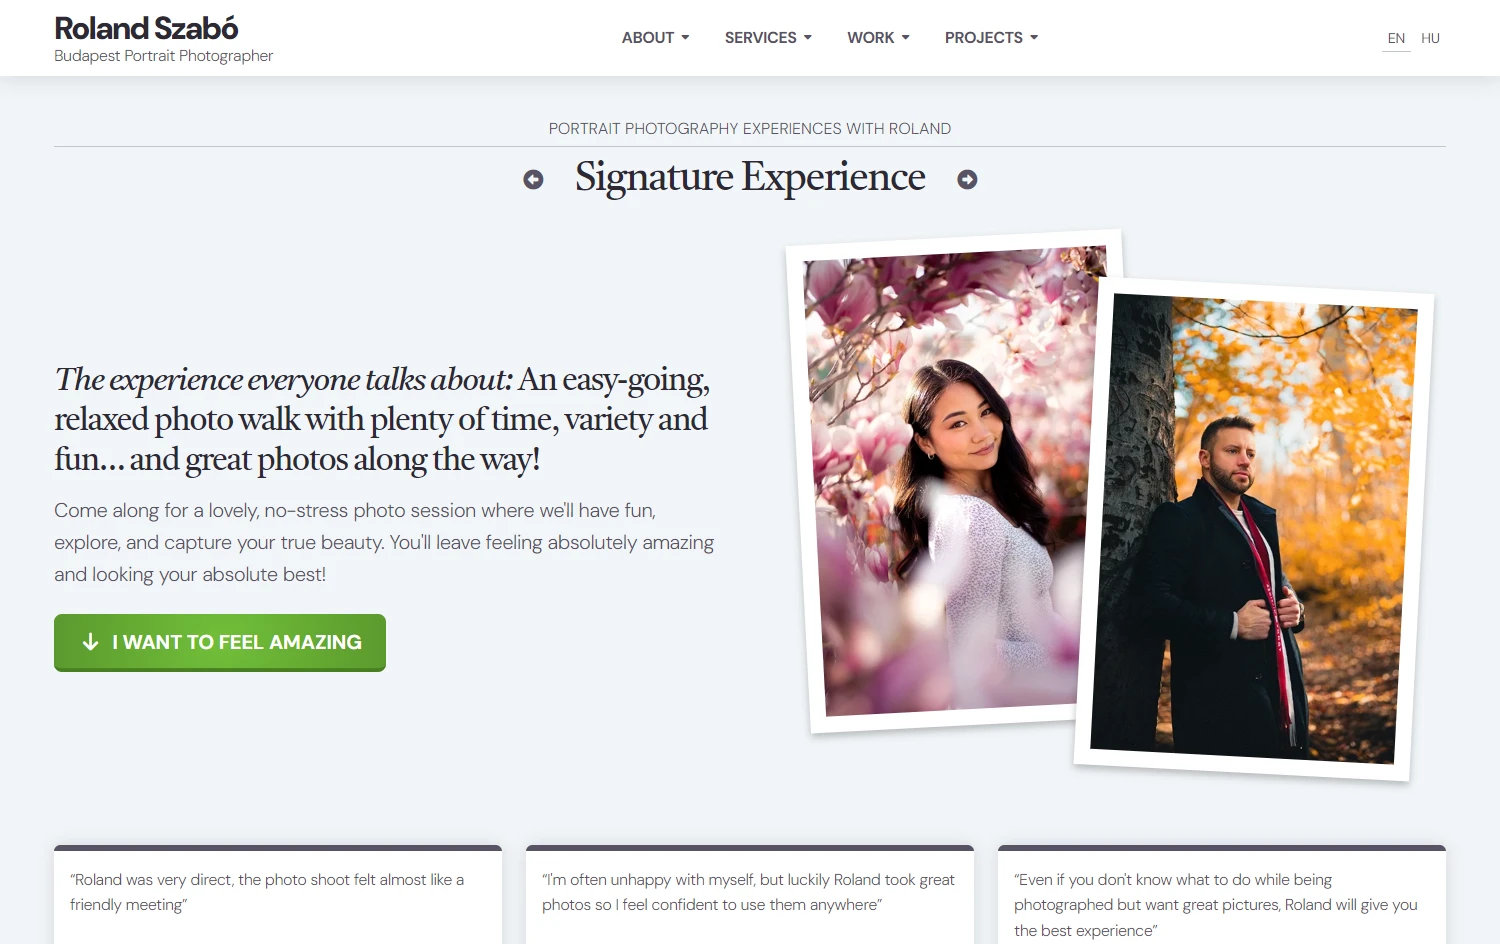 Roland Szabó
Budapest Portrait Photographer
ABOUT
SERVICES
WORK
PROJECTS
EN
HU
PORTRAIT PHOTOGRAPHY EXPERIENCES WITH ROLAND
Signature Experience
The experience everyone talks about: An easy-going,
relaxed photo walk with plenty of time, variety and
fun… and great photos along the way!
Come along for a lovely, no-stress photo session where we'll have fun,
explore, and capture your true beauty. You'll leave feeling absolutely amazing
and looking your absolute best!
I WANT TO FEEL AMAZING
“Roland was very direct, the photo shoot felt almost like a
friendly meeting”
“I'm often unhappy with myself, but luckily Roland took great
photos so I feel confident to use them anywhere”
“Even if you don't know what to do while being
photographed but want great pictures, Roland will give you
the best experience”